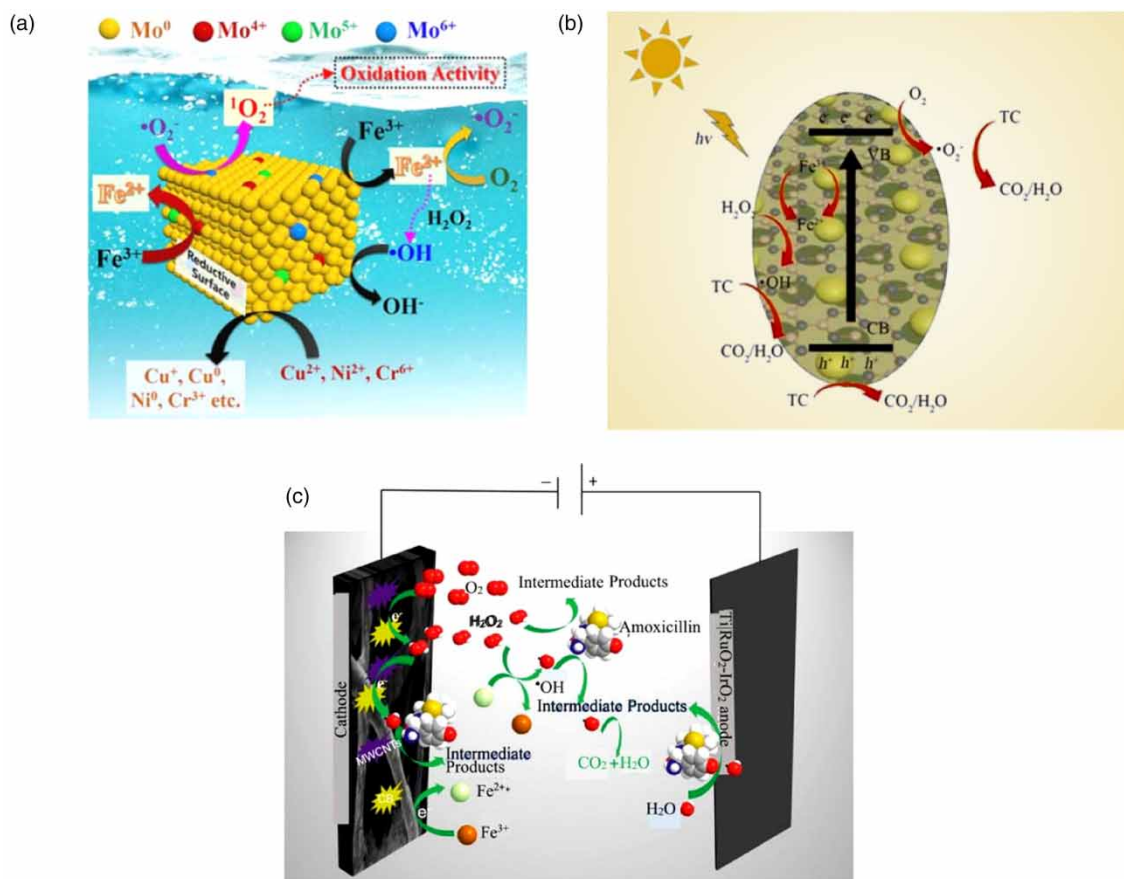 (a)
Mo⁰ Mo⁴⁺ Mo⁵⁺ Mo⁶⁺
Oxidation Activity
¹O₂
•O₂⁻
Fe³⁺
•O₂⁻
Fe²⁺
Fe²⁺
O₂
H₂O₂
Fe³⁺
•OH
Reductive
Surface
OH⁻
Cu⁺, Cu⁰,
Ni⁰, Cr³⁺ etc.
Cu²⁺, Ni²⁺, Cr⁶⁺
(b)
hv
e⁻ e⁻ e⁻
O₂
TC
VB
•O₂⁻
Fe³⁺
CO₂/H₂O
H₂O₂
Fe²⁺
•OH
TC
CB
CO₂/H₂O
h⁺ h⁺ h⁺
TC
CO₂/H₂O
(c)
− +
O₂
Intermediate Products
e⁻
H₂O₂
Amoxicillin
Ti|RuO₂-IrO₂ anode
e⁻
•OH
Cathode
Intermediate Products
MWCNTs
Intermediate
Products
CO₂ +H₂O
CB
Fe²⁺
H₂O
e
Fe³⁺